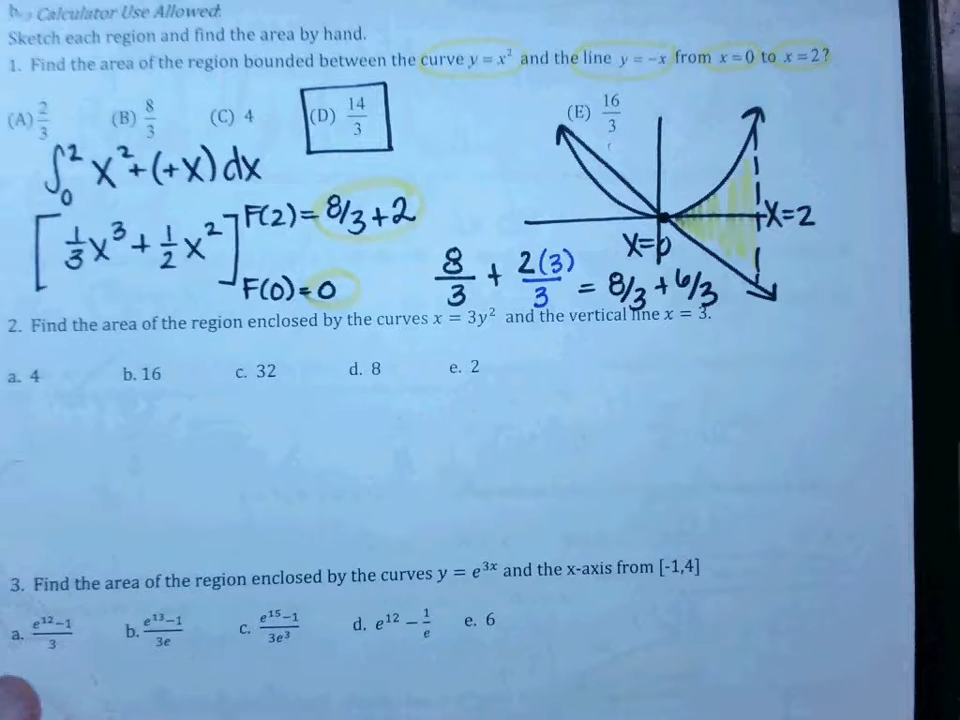 Calculator Use Allowed.
Sketch each region and find the area by hand.
1. Find the area of the region bounded between the curve y = x² and the line y = -x from x = 0 to x = 2?
(A) 2/3 (B) 8/3 (C) 4 (D) 14/3 (E) 16/3
∫₀² x² + (+x) dx
[1/3 x³ + 1/2 x²] F(2) = 8/3 + 2
F(0) = 0
x=0
x=2
8/3 + 2(3)/3 = 8/3 + 6/3
2. Find the area of the region enclosed by the curves x = 3y² and the vertical line x = 3.
a. 4 b. 16 c. 32 d. 8 e. 2
3. Find the area of the region enclosed by the curves y = e³ˣ and the x-axis from [-1,4]
a. e¹²−1/3 b. e¹³−1/3e c. e¹⁵−1/3e³ d. e¹² − 1/e e. 6